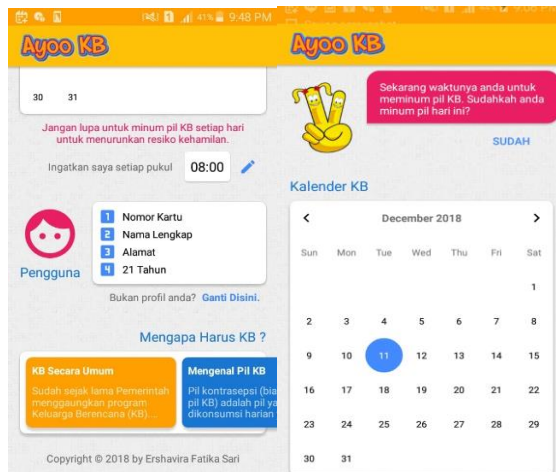 41% 9:48 PM
Ayoo KB
30 31
Jangan lupa untuk minum pil KB setiap hari
untuk menurunkan resiko kehamilan.
Ingatkan saya setiap pukul 08:00
1 Nomor Kartu
2 Nama Lengkap
3 Alamat
4 21 Tahun
Pengguna
Bukan profil anda? Ganti Disini.
Mengapa Harus KB ?
KB Secara Umum
Sudah sejak lama Pemerintah
menggaungkan program
Keluarga Berencana (KB)...
Mengenal Pil KB
Pil kontrasepsi (bia
pil KB) adalah pil ya
dikonsumsi harian
Copyright © 2018 by Ershavira Fatika Sari
Ayoo KB
Sekarang waktunya anda untuk
meminum pil KB. Sudahkah anda
minum pil hari ini?
SUDAH
Kalender KB
< December 2018 >
Sun Mon Tue Wed Thu Fri Sat
1
2 3 4 5 6 7 8
9 10 11 12 13 14 15
16 17 18 19 20 21 22
23 24 25 26 27 28 29
30 31